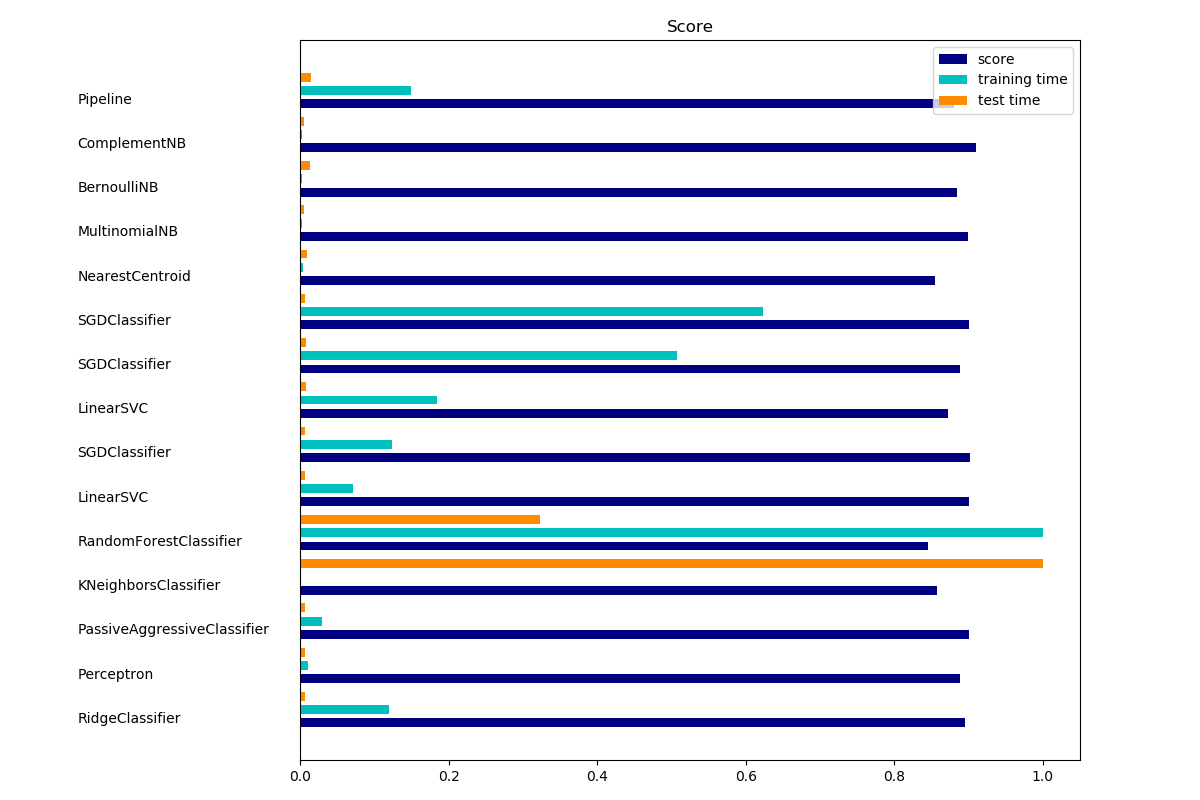 Score
score
training time
test time
Pipeline
ComplementNB
BernoulliNB
MultinomialNB
NearestCentroid
SGDClassifier
SGDClassifier
LinearSVC
SGDClassifier
LinearSVC
RandomForestClassifier
KNeighborsClassifier
PassiveAggressiveClassifier
Perceptron
RidgeClassifier
0.0 0.2 0.4 0.6 0.8 1.0